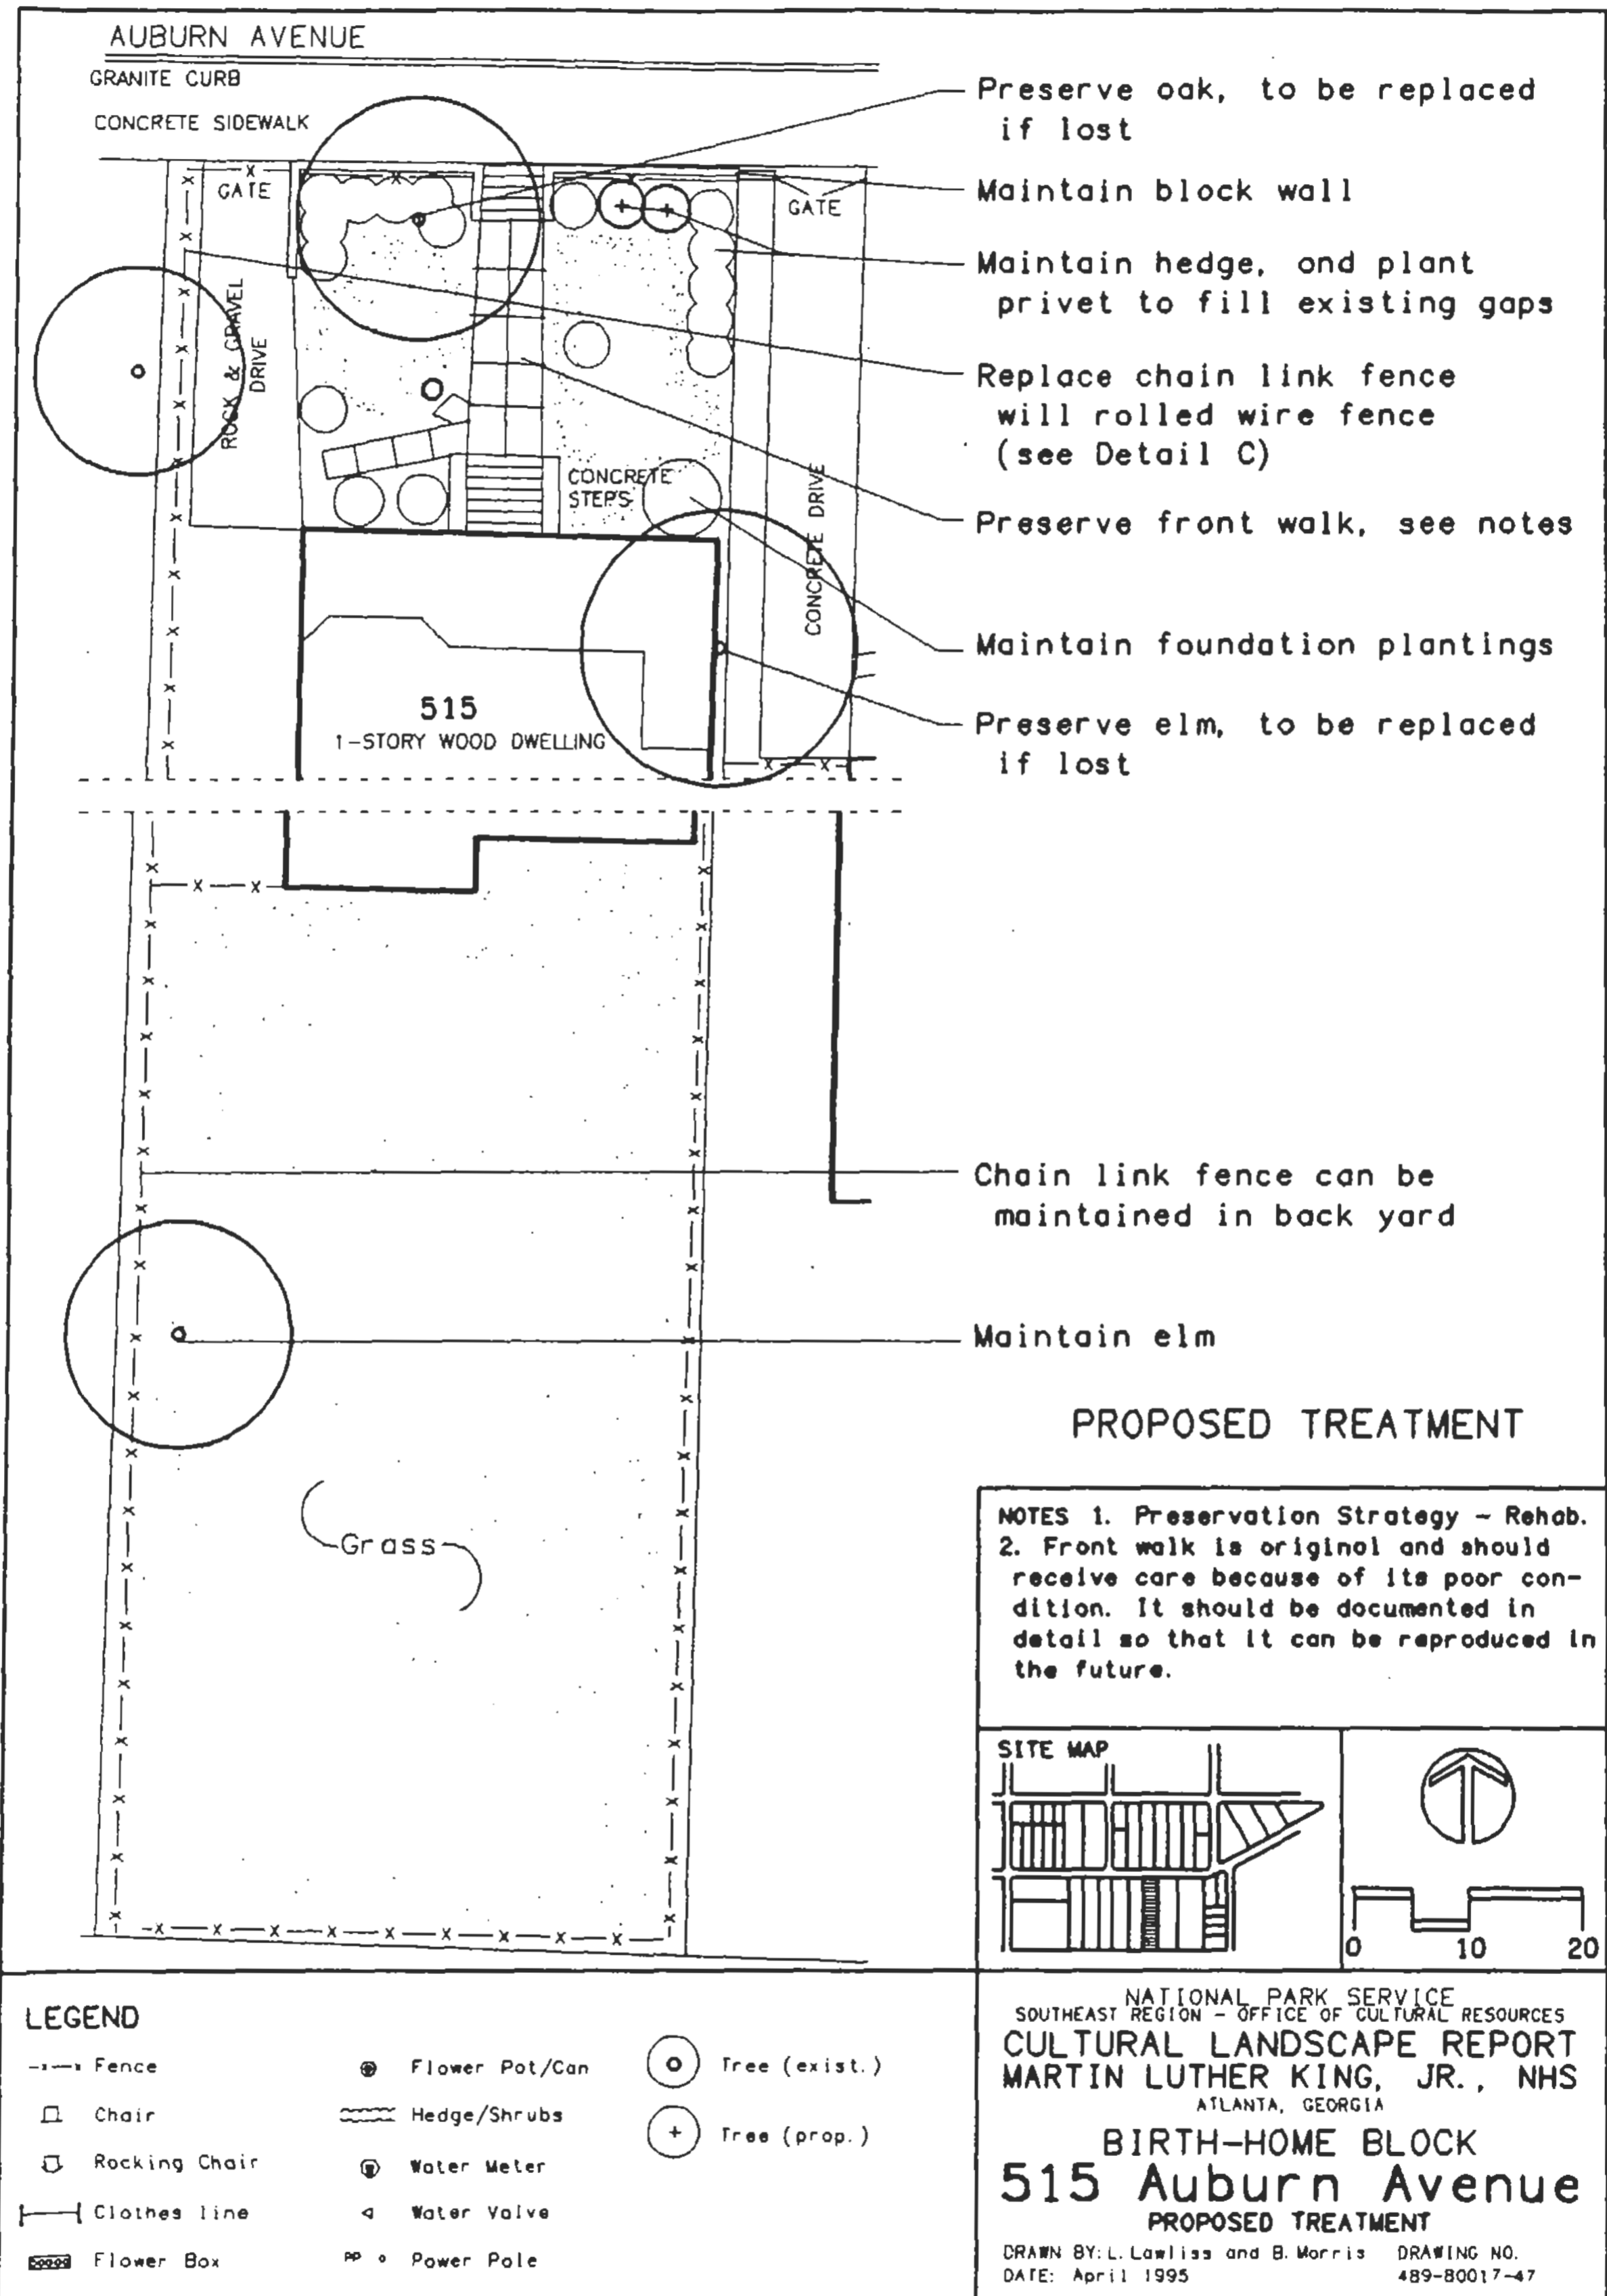 AUBURN AVENUE
GRANITE CURB
CONCRETE SIDEWALK
GATE
GATE
ROCK & GRAVEL
DRIVE
CONCRETE
STEPS
CONCRETE DRIVE
515
1-STORY WOOD DWELLING
Preserve oak, to be replaced
if lost
Maintain block wall
Maintain hedge, ond plant
privet to fill existing gaps
Replace chain link fence
will rolled wire fence
(see Detail C)
Preserve front walk, see notes
Maintain foundation plantings
Preserve elm, to be replaced
if lost
Chain link fence can be
maintained in back yard
Maintain elm
Grass
PROPOSED TREATMENT
NOTES 1. Preservation Strategy - Rehab.
2. Front walk is original and should
receive care because of its poor con-
dition. It should be documented in
detail so that it can be reproduced in
the future.
SITE MAP
0 10 20
LEGEND
Fence
Chair
Rocking Chair
Clothes line
Flower Box
Flower Pot/Can
Hedge/Shrubs
Water Meter
Water Valve
PP Power Pole
Tree (exist.)
Tree (prop.)
NATIONAL PARK SERVICE
SOUTHEAST REGION - OFFICE OF CULTURAL RESOURCES
CULTURAL LANDSCAPE REPORT
MARTIN LUTHER KING, JR., NHS
ATLANTA, GEORGIA
BIRTH-HOME BLOCK
515 Auburn Avenue
PROPOSED TREATMENT
DRAWN BY: L. Lawliss and B. Morris DRAWING NO.
DATE: April 1995 489-80017-47